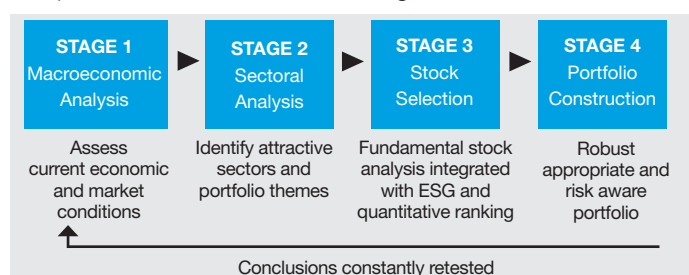 STAGE 1
Macroeconomic
Analysis
STAGE 2
Sectoral
Analysis
STAGE 3
Stock
Selection
STAGE 4
Portfolio
Construction
Assess
current economic
and market
conditions
Identify attractive
sectors and
portfolio themes
Fundamental stock
analysis integrated
with ESG and
quantitative ranking
Robust
appropriate and
risk aware
portfolio
Conclusions constantly retested